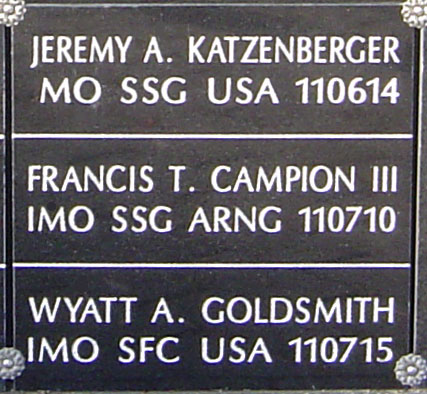 JEREMY A. KATZENBERGER
MO SSG USA 110614
FRANCIS T. CAMPION III
IMO SSG ARNG 110710
WYATT A. GOLDSMITH
IMO SFC USA 110715